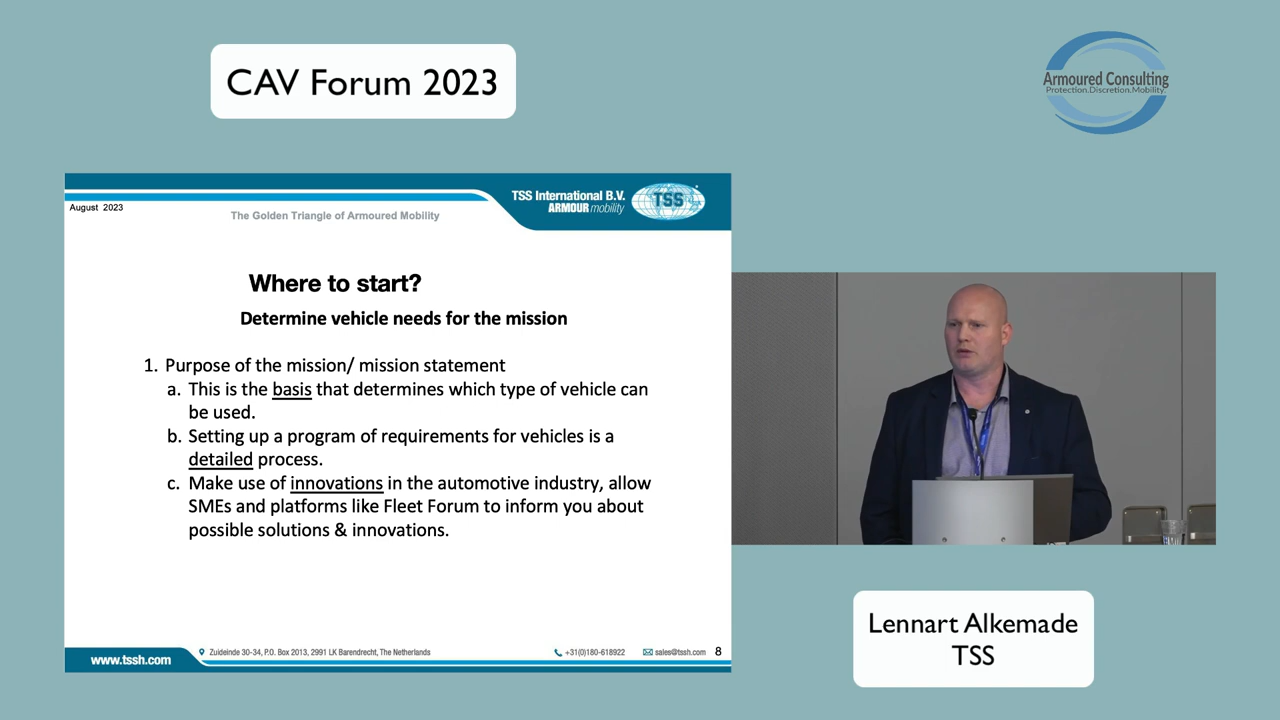 CAV Forum 2023
Armoured Consulting
Protection.Discretion.Mobility.
August 2023
The Golden Triangle of Armoured Mobility
TSS International B.V.
ARMOUR mobility
TSS
Where to start?
Determine vehicle needs for the mission
1. Purpose of the mission/ mission statement
a. This is the basis that determines which type of vehicle can
be used.
b. Setting up a program of requirements for vehicles is a
detailed process.
c. Make use of innovations in the automotive industry, allow
SMEs and platforms like Fleet Forum to inform you about
possible solutions & innovations.
www.tssh.com
Zuideinde 30-34, P.O. Box 2013, 2991 LK Barendrecht, The Netherlands
+31(0)180-618922
sales@tssh.com
8
Lennart Alkemade
TSS